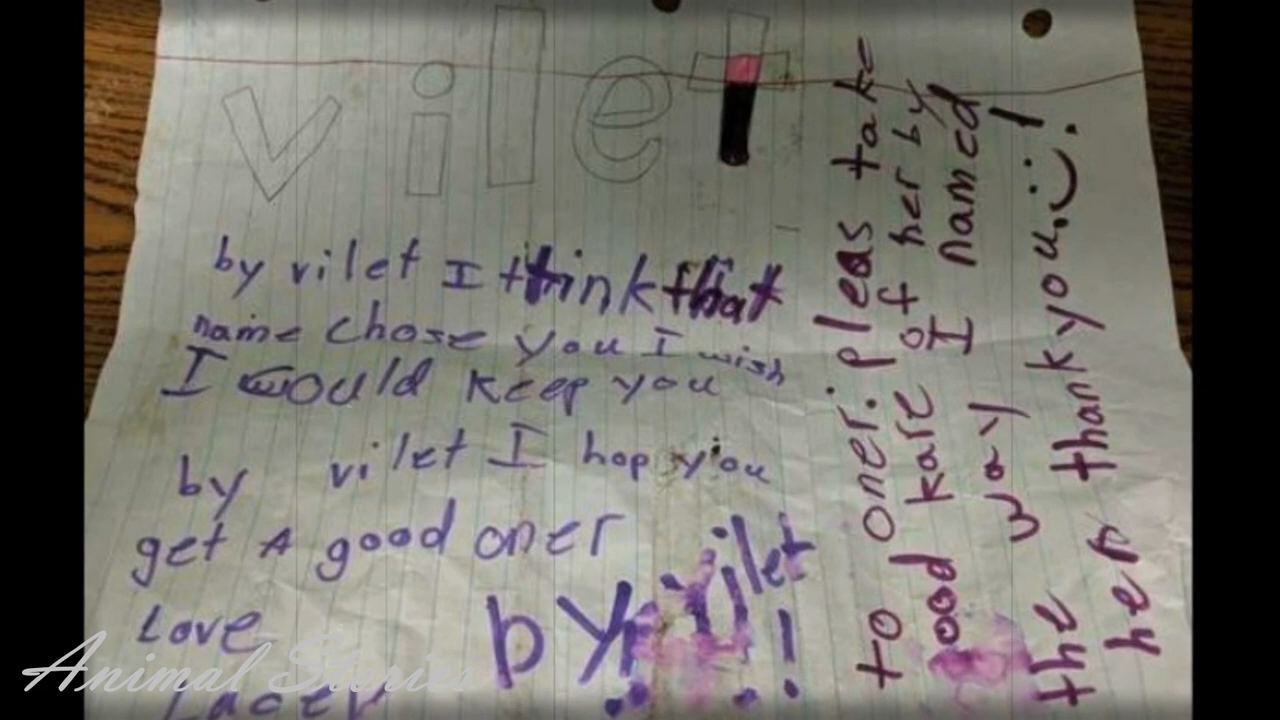 vilet
by vilet I think that
name chose you I wish
I would keep you
by vilet I hop you
get A good oner
Love
Lacey
by vilet!
to oner: pleas take
ood kare of her by
the way I named
her thank you. !
Animal Stories